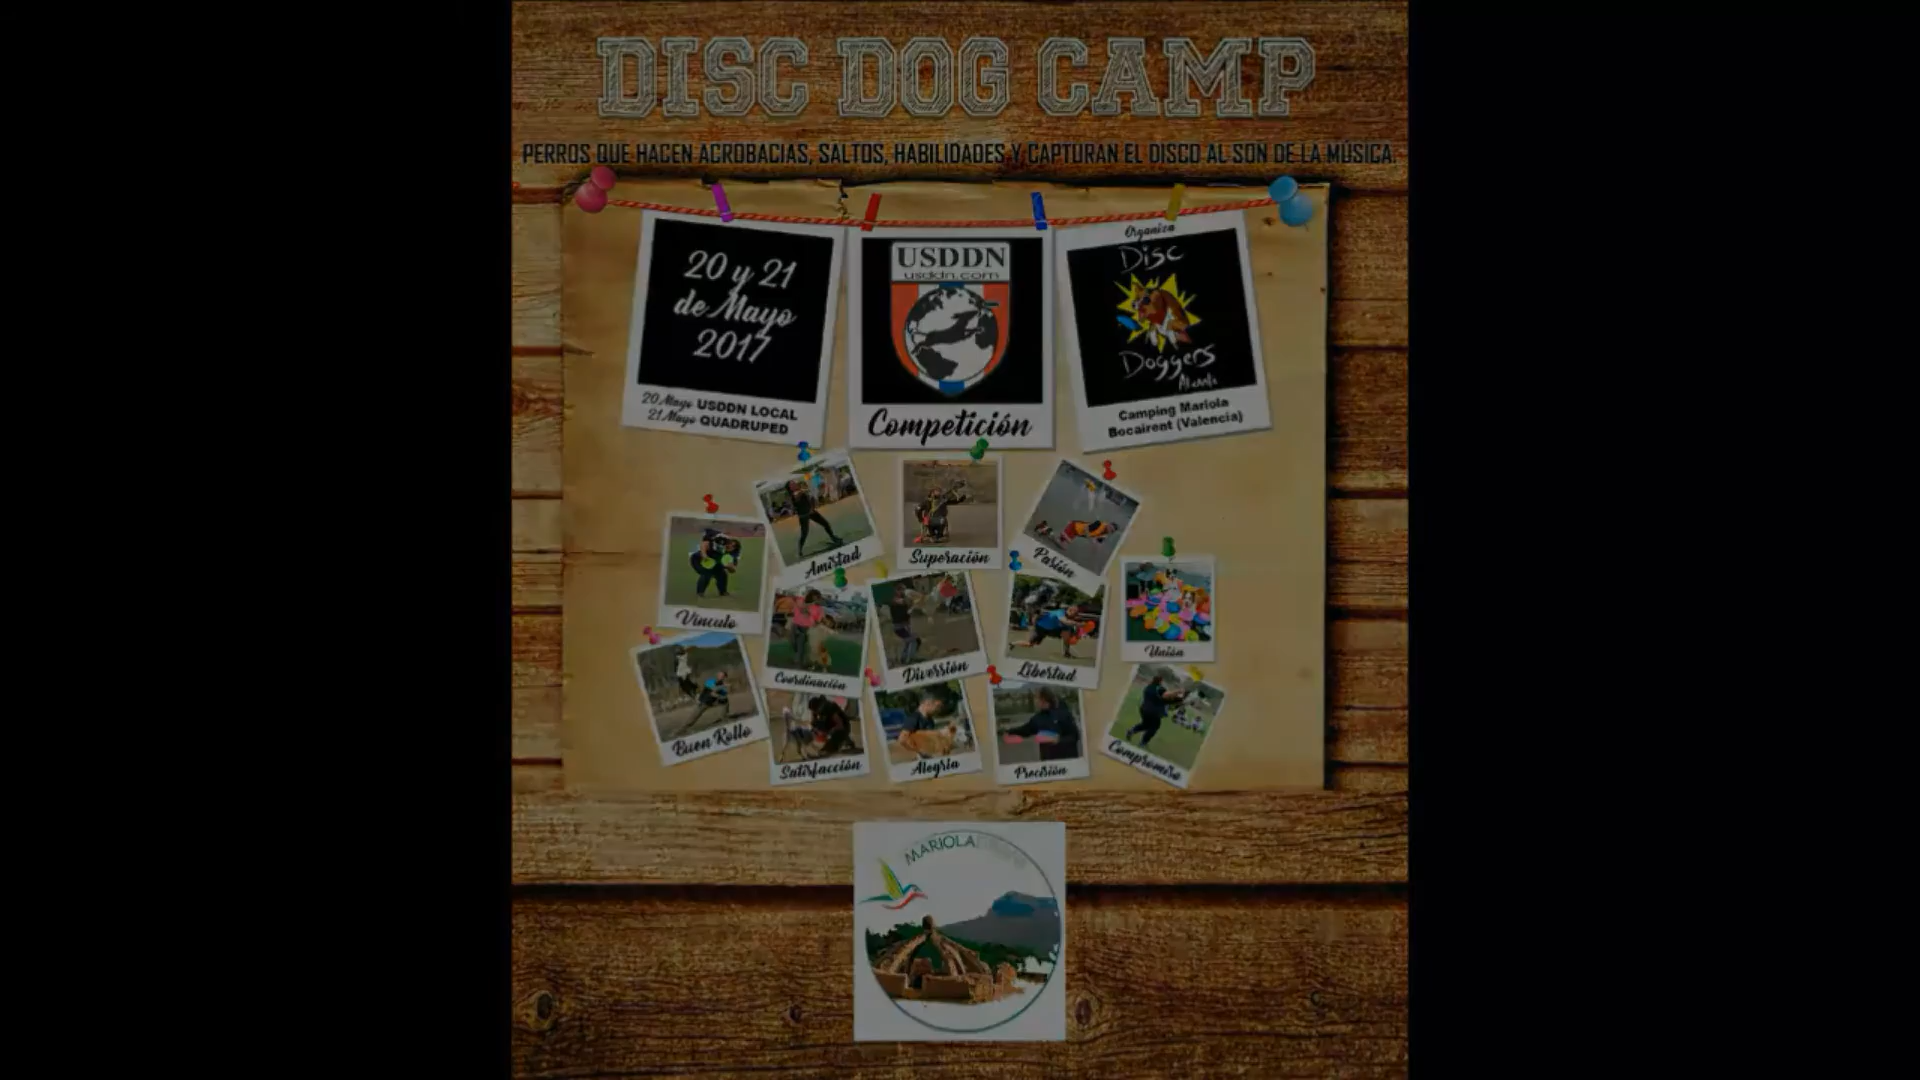 DISC DOG CAMP
PERROS QUE HACEN ACROBACIAS, SALTOS, HABILIDADES Y CAPTURAN EL DISCO AL SON DE LA MÚSICA.
20 y 21
de Mayo
2017
20 Mayo USDDN LOCAL
21 Mayo QUADRUPED
USDDN
usddn.com
Competición
Organiza
Disc
Doggers
Camping Mariola
Bocairent (Valencia)
Amistad
Superación
Pasión
Vínculo
Coordinación
Diversión
Libertad
Unión
Buen Rollo
Satisfacción
Alegría
Precisión
Compromiso
MARIOLA